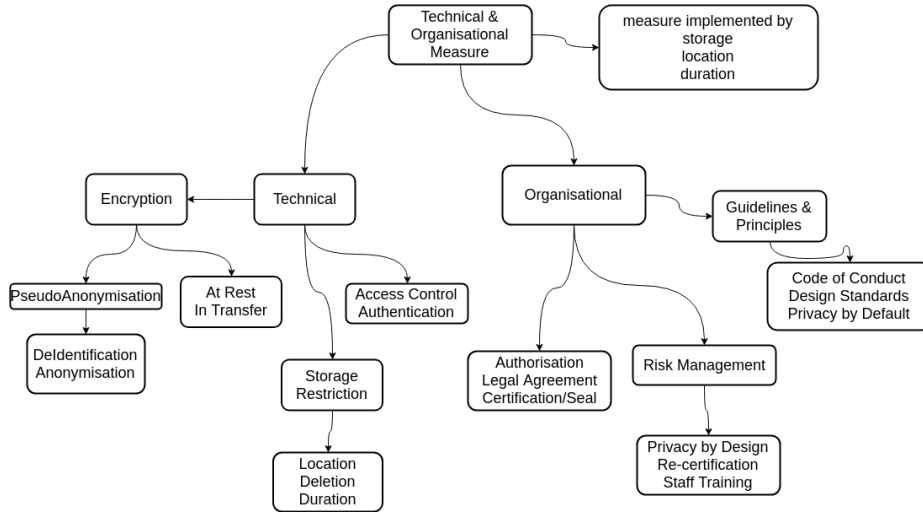 Technical &
Organisational
Measure
measure implemented by
storage
location
duration
Encryption
Technical
Organisational
Guidelines &
Principles
PseudoAnonymisation
At Rest
In Transfer
Access Control
Authentication
Code of Conduct
Design Standards
Privacy by Default
DeIdentification
Anonymisation
Storage
Restriction
Authorisation
Legal Agreement
Certification/Seal
Risk Management
Location
Deletion
Duration
Privacy by Design
Re-certification
Staff Training